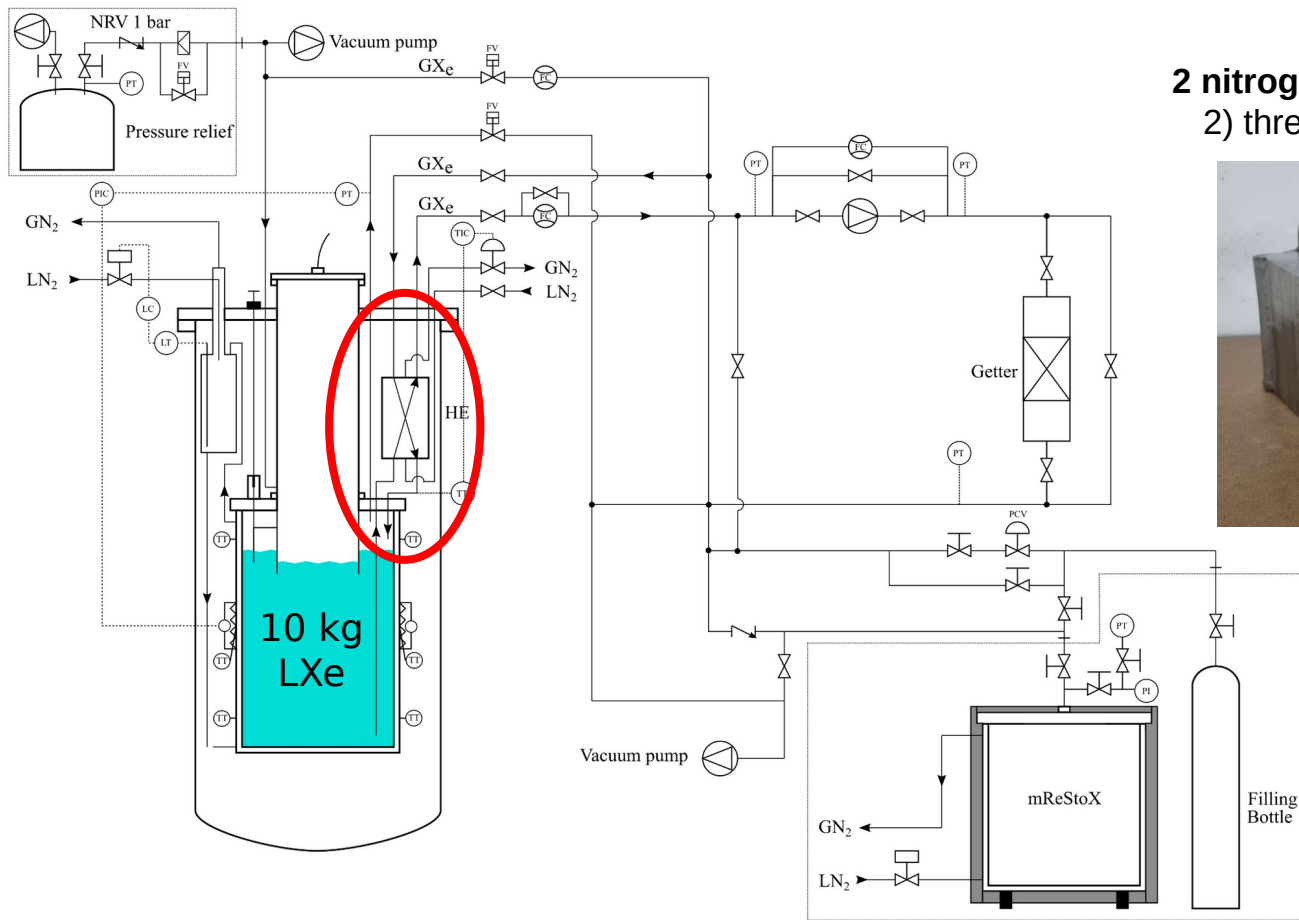 NRV 1 bar
Vacuum pump
FV
PT
Pressure relief
FV
GXe
FC
FV
2 nitrog
2) thre
GXe
GXe
FC
FC
PT
PT
PIC
PT
TIC
GN2
LN2
GN2
LN2
LC
LT
HE
Getter
TT
PT
TT
TT
PCV
10 kg
LXe
TT
TT
TT
TT
PT
PI
Vacuum pump
mReStoX
GN2
LN2
Filling
Bottle